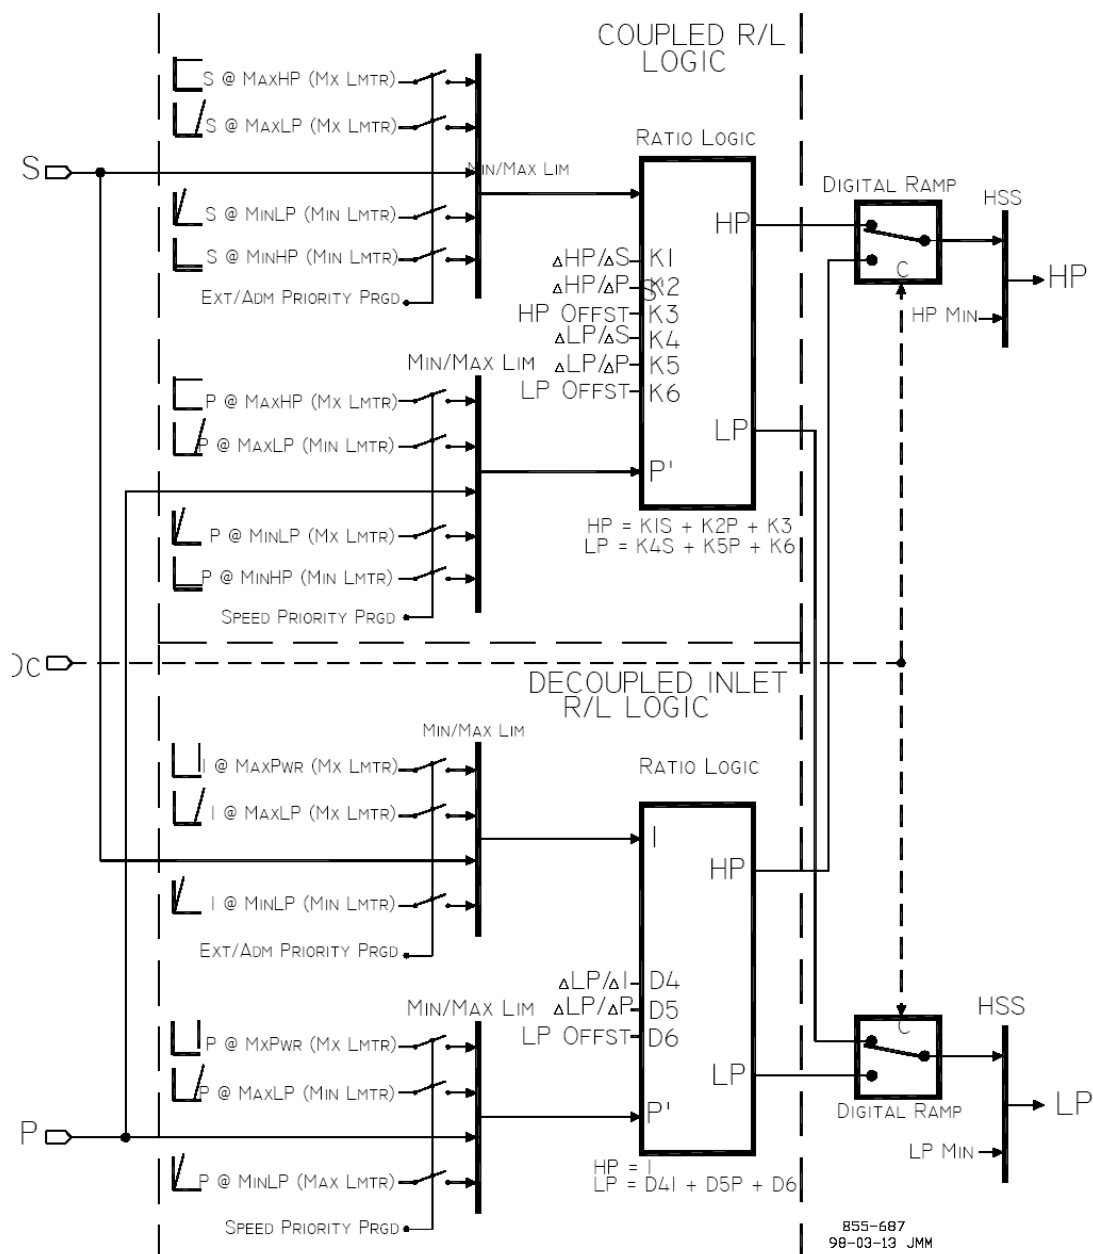 COUPLED R/L
LOGIC
S @ MAXHP (MX LMTR)
S @ MAXLP (MX LMTR)
S
MIN/MAX LIM
S @ MINLP (MIN LMTR)
S @ MINHP (MIN LMTR)
EXT/ADM PRIORITY PRGD
RATIO LOGIC
HP
ΔHP/ΔS K1
ΔHP/ΔP K2
S'
HP OFFST K3
ΔLP/ΔS K4
ΔLP/ΔP K5
LP OFFST K6
LP
P'
DIGITAL RAMP
C
HSS
HP
HP MIN
MIN/MAX LIM
P @ MAXHP (MX LMTR)
P @ MAXLP (MIN LMTR)
P @ MINLP (MX LMTR)
P @ MINHP (MIN LMTR)
SPEED PRIORITY PRGD
HP = K1S + K2P + K3
LP = K4S + K5P + K6
DC
DECOUPLED INLET
R/L LOGIC
MIN/MAX LIM
I @ MAXPWR (MX LMTR)
I @ MAXLP (MX LMTR)
I @ MINLP (MIN LMTR)
EXT/ADM PRIORITY PRGD
RATIO LOGIC
I
HP
ΔLP/ΔI D4
ΔLP/ΔP D5
LP OFFST D6
LP
P'
MIN/MAX LIM
P @ MXPWR (MX LMTR)
P @ MAXLP (MIN LMTR)
P
P @ MINLP (MAX LMTR)
SPEED PRIORITY PRGD
HP = I
LP = D4I + D5P + D6
C
DIGITAL RAMP
HSS
LP
LP MIN
855-687
98-03-13 JMM